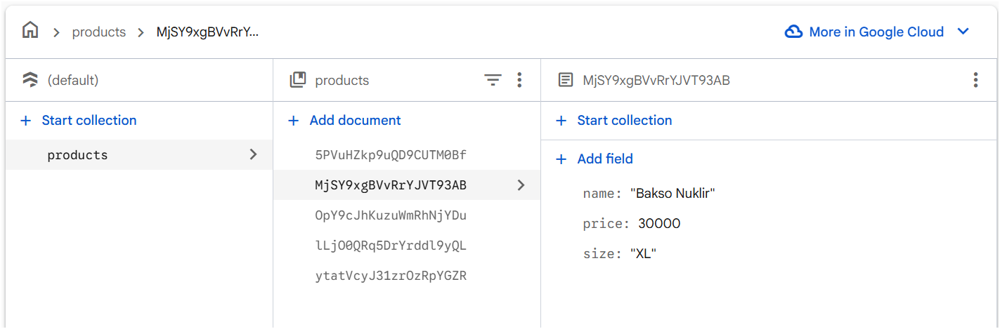 products MjSY9xgBVvRrY...
More in Google Cloud
(default)
products
MjSY9xgBVvRrYJVT93AB
+ Start collection
+ Add document
+ Start collection
products
5PVuHZkp9uQD9CUTM0Bf
MjSY9xgBVvRrYJVT93AB
OpY9cJhKuzuWmRhNjYDu
lLjO0QRq5DrYrddl9yQL
ytatVcyJ31zrOzRpYGZR
+ Add field
name: "Bakso Nuklir"
price: 30000
size: "XL"